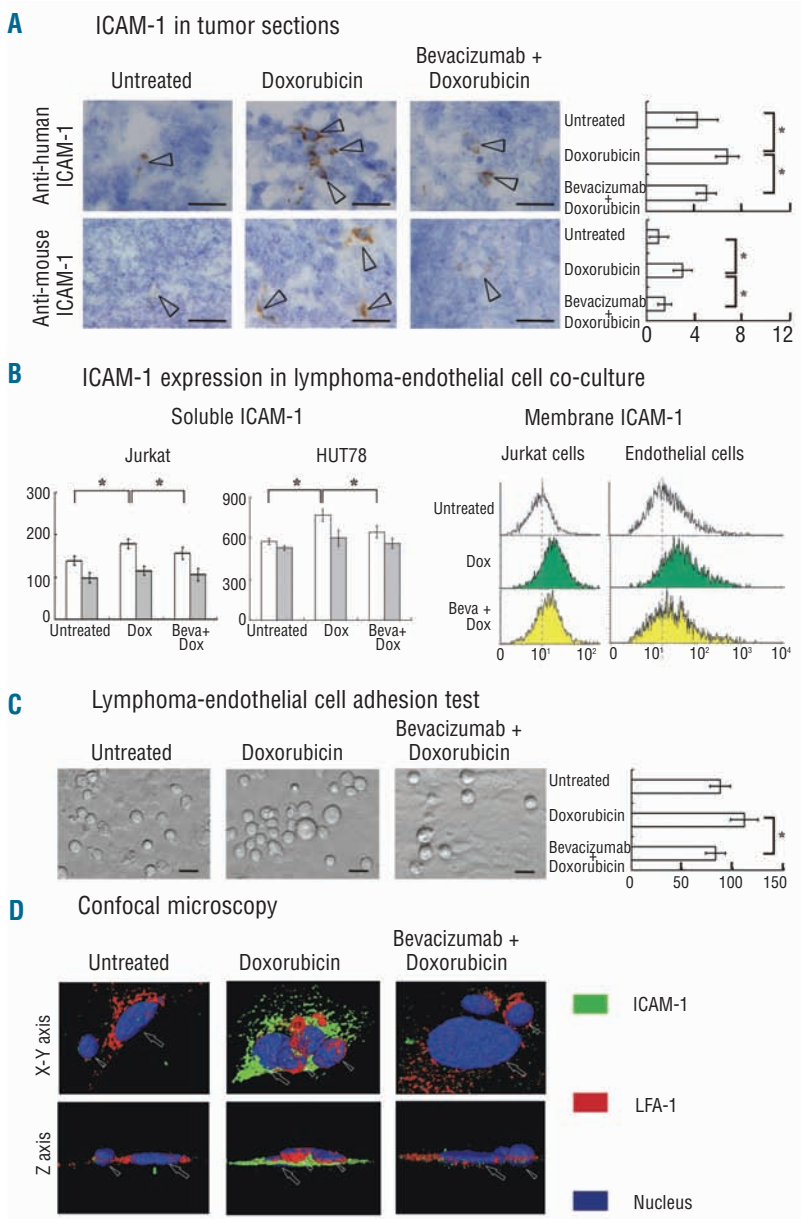 A ICAM-1 in tumor sections
Untreated
Doxorubicin
Bevacizumab +
Doxorubicin
Anti-human
ICAM-1
Anti-mouse
ICAM-1
Untreated
Doxorubicin
Bevacizumab
+
Doxorubicin
*
*
Untreated
Doxorubicin
Bevacizumab
+
Doxorubicin
*
*
0 4 8 12
B ICAM-1 expression in lymphoma-endothelial cell co-culture
Soluble ICAM-1
Jurkat
HUT78
* *
300
200
100
0
Untreated Dox Beva+
Dox
* *
900
600
300
0
Untreated Dox Beva+
Dox
Membrane ICAM-1
Jurkat cells
Endothelial cells
Untreated
Dox
Beva +
Dox
0 10¹ 10²
0 10¹ 10² 10³ 10⁴
C Lymphoma-endothelial cell adhesion test
Untreated
Doxorubicin
Bevacizumab +
Doxorubicin
Untreated
Doxorubicin
Bevacizumab
+
Doxorubicin
*
0 50 100 150
D Confocal microscopy
Untreated
Doxorubicin
Bevacizumab +
Doxorubicin
X-Y axis
Z axis
ICAM-1
LFA-1
Nucleus